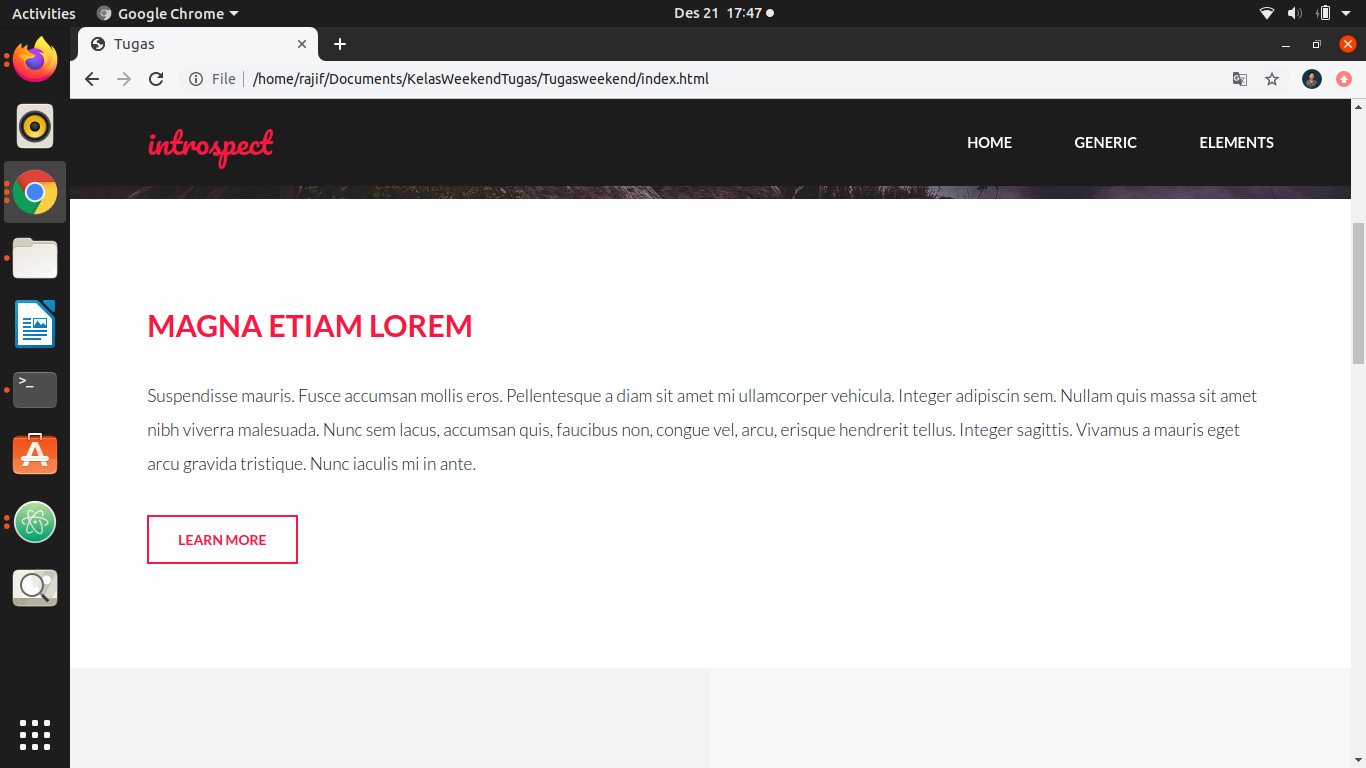 Activities
Google Chrome
Des 21 17:47
Tugas
File
/home/rajif/Documents/KelasWeekendTugas/Tugasweekend/index.html
introspect
HOME
GENERIC
ELEMENTS
MAGNA ETIAM LOREM
Suspendisse mauris. Fusce accumsan mollis eros. Pellentesque a diam sit amet mi ullamcorper vehicula. Integer adipiscin sem. Nullam quis massa sit amet
nibh viverra malesuada. Nunc sem lacus, accumsan quis, faucibus non, congue vel, arcu, erisque hendrerit tellus. Integer sagittis. Vivamus a mauris eget
arcu gravida tristique. Nunc iaculis mi in ante.
LEARN MORE